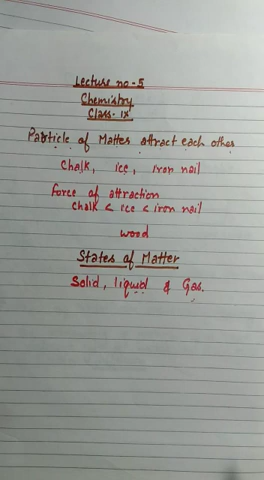 Lecture no-5
Chemistry
Class-IX
Particle of Matter attract each other
Chalk, ice, iron nail
Force of attraction
Chalk < ice < iron nail
wood
States of Matter
Solid, liquid & Gas.